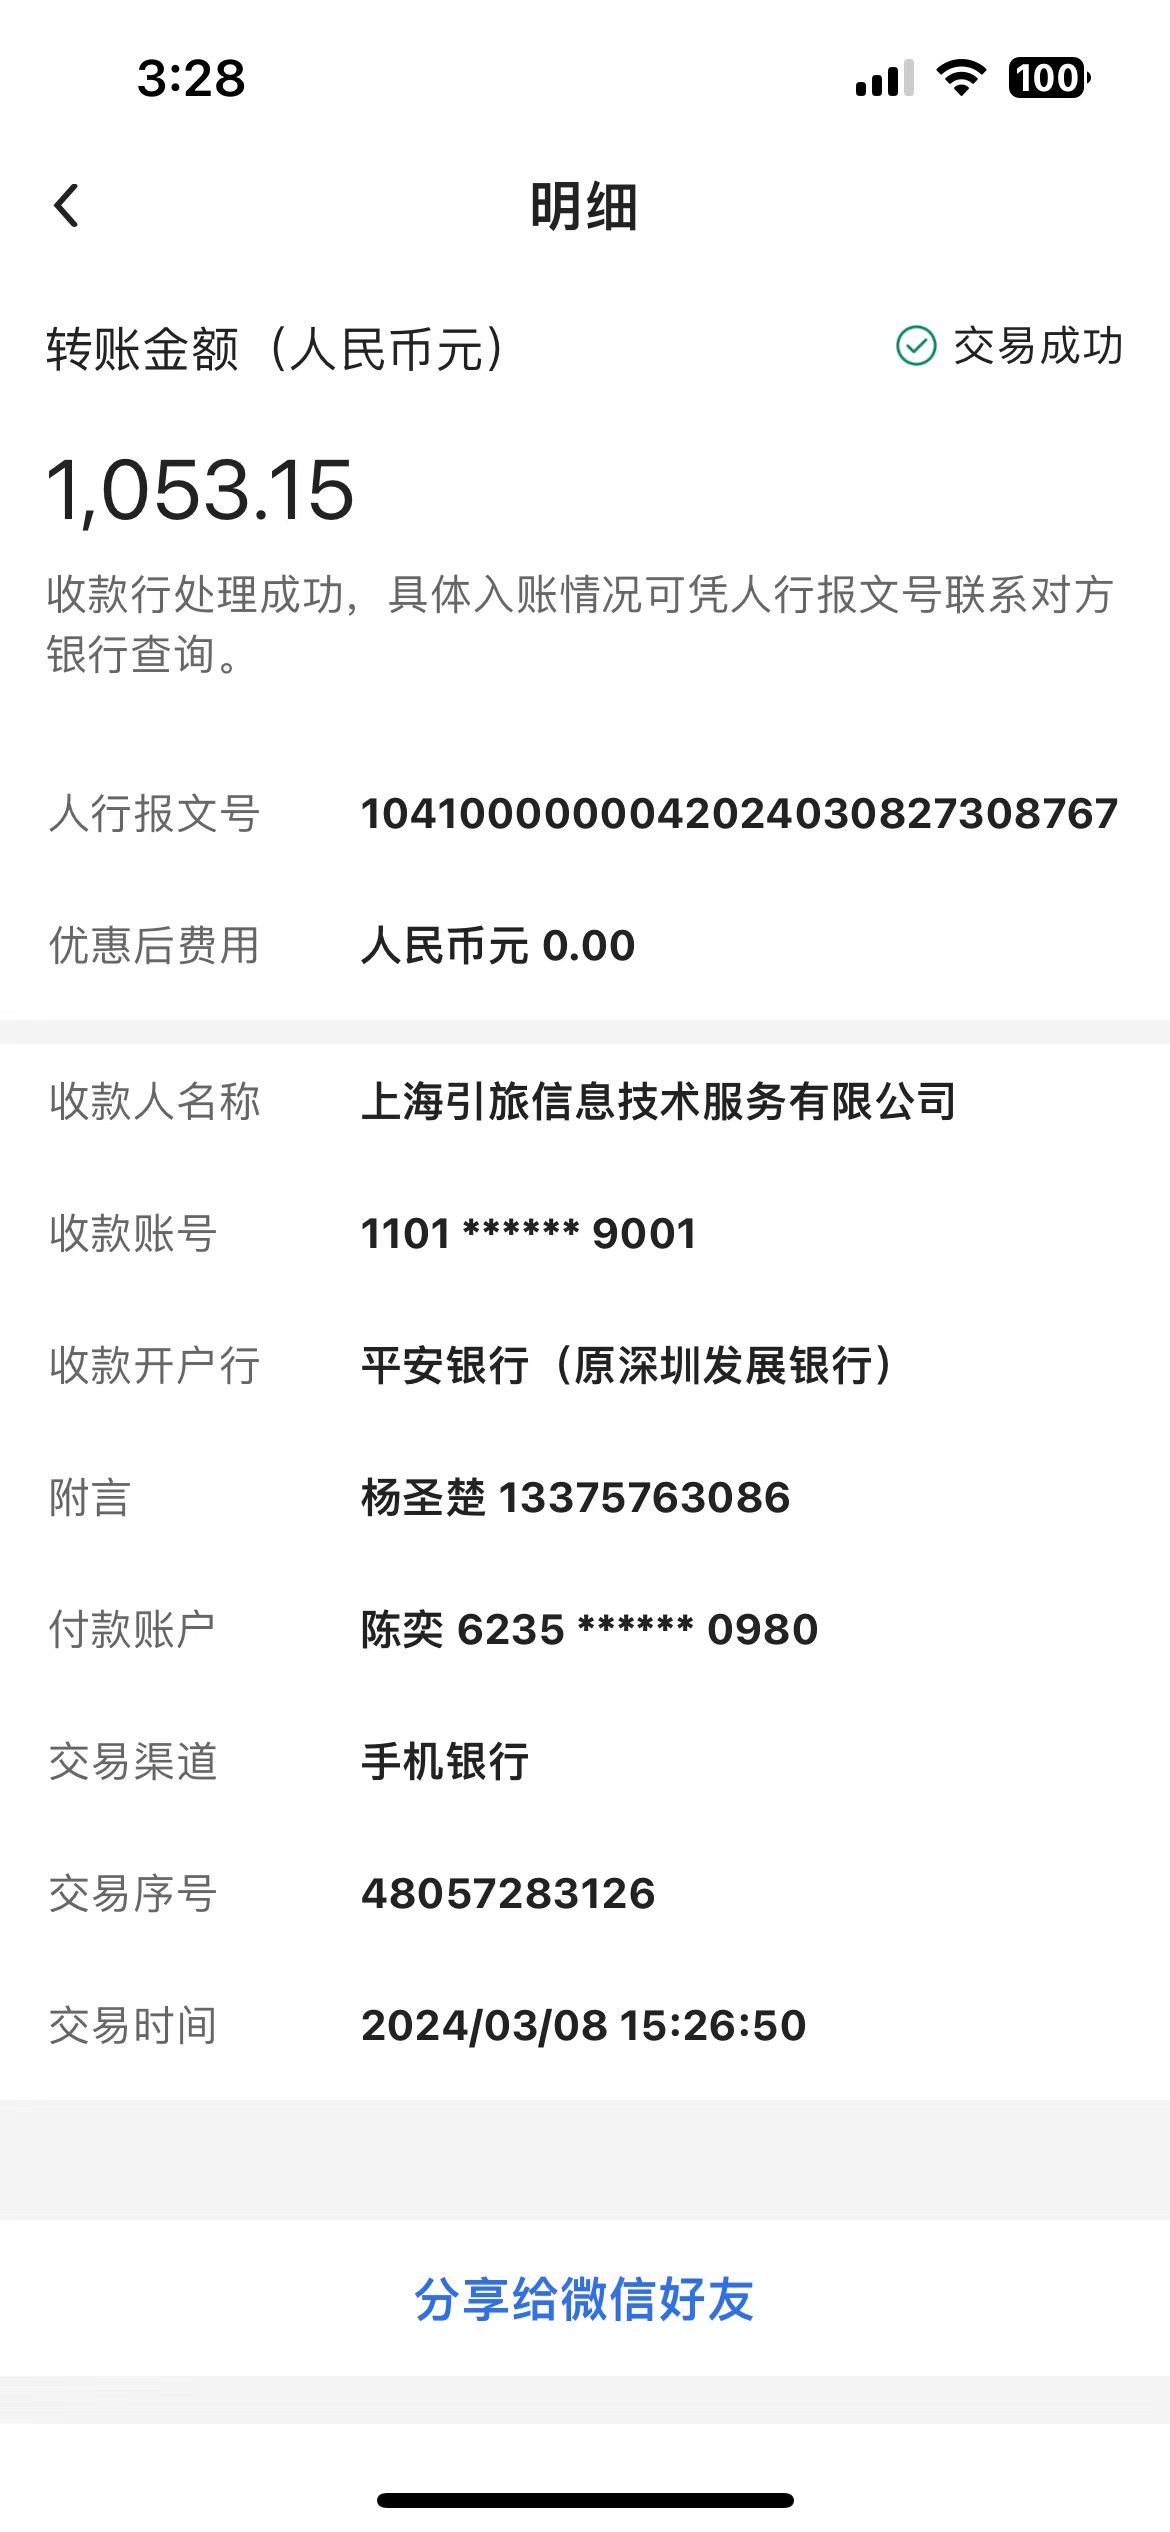 3:28
100
明细
转账金额（人民币元）
交易成功
1,053.15
收款行处理成功，具体入账情况可凭人行报文号联系对方
银行查询。
人行报文号 104100000004202403082730​8767
优惠后费用 人民币元 0.00
收款人名称 上海引旅信息技术服务有限公司
收款账号 1101 ****** 9001
收款开户行 平安银行（原深圳发展银行）
附言 杨圣楚 13375763086
付款账户 陈奕 6235 ****** 0980
交易渠道 手机银行
交易序号 48057283126
交易时间 2024/03/08 15:26:50
分享给微信好友